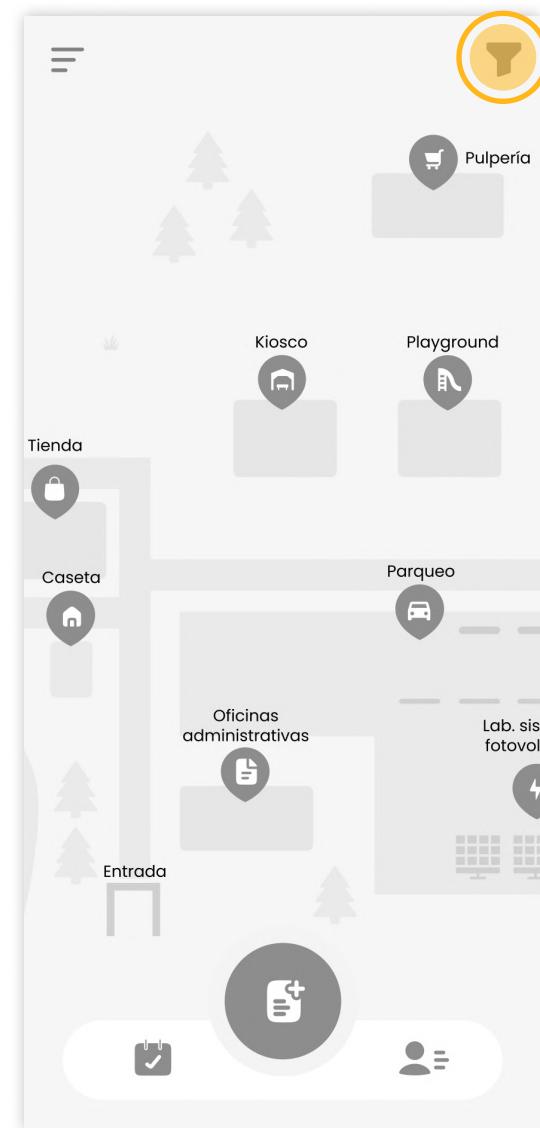 Pulpería
Kiosco
Playground
Tienda
Parqueo
Caseta
Oficinas
administrativas
Lab. sis
fotovol
Entrada